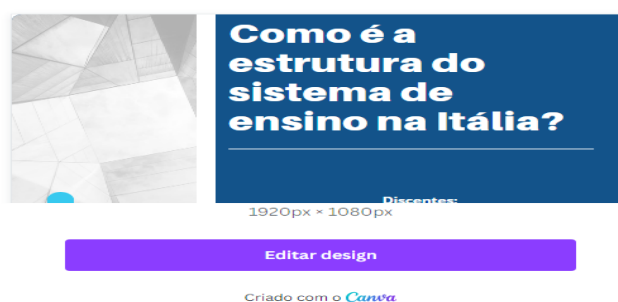 Como é a
estrutura do
sistema de
ensino na Itália?
Discentes:
1920px × 1080px
Editar design
Criado com o Canva